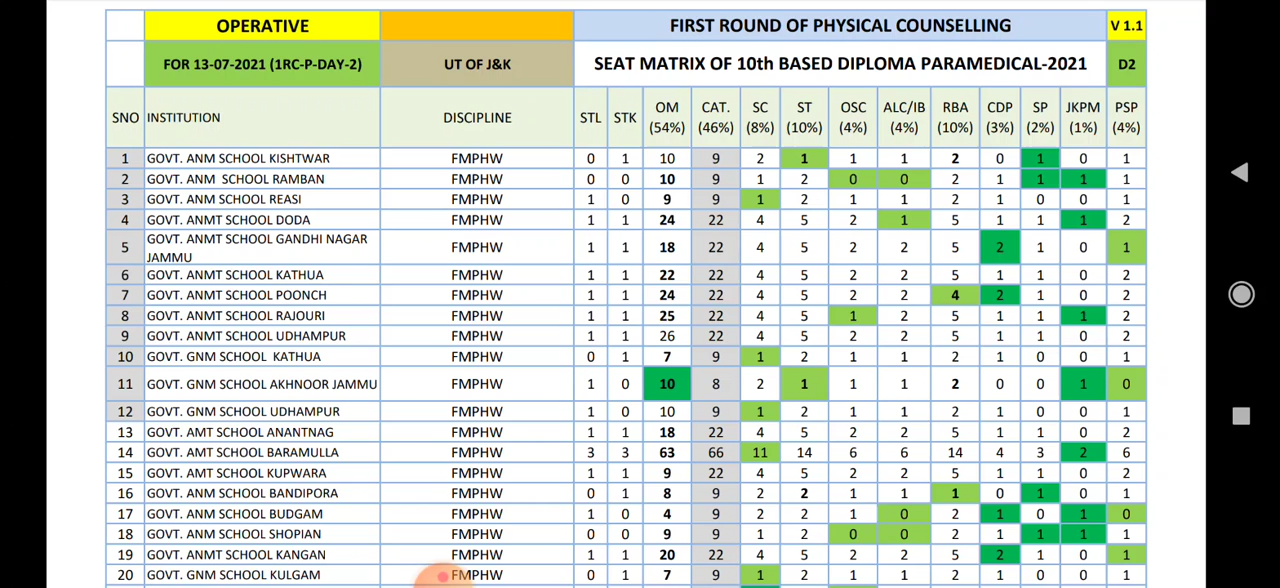 OPERATIVE FIRST ROUND OF PHYSICAL COUNSELLING V 1.1
FOR 13-07-2021 (1RC-P-DAY-2) UT OF J&K SEAT MATRIX OF 10th BASED DIPLOMA PARAMEDICAL-2021 D2
SNO INSTITUTION DISCIPLINE STL STK OM (54%) CAT. (46%) SC (8%) ST (10%) OSC (4%) ALC/IB (4%) RBA (10%) CDP (3%) SP (2%) JKPM (1%) PSP (4%)
1 GOVT. ANM SCHOOL KISHTWAR FMPHW 0 1 10 9 2 1 1 1 2 0 1 0 1
2 GOVT. ANM SCHOOL RAMBAN FMPHW 0 0 10 9 1 2 0 0 2 1 1 1 1
3 GOVT. ANM SCHOOL REASI FMPHW 1 0 9 9 1 2 1 1 2 1 0 0 1
4 GOVT. ANMT SCHOOL DODA FMPHW 1 1 24 22 4 5 2 1 5 1 1 1 2
5 GOVT. ANMT SCHOOL GANDHI NAGAR JAMMU FMPHW 1 1 18 22 4 5 2 2 5 2 1 0 1
6 GOVT. ANMT SCHOOL KATHUA FMPHW 1 1 22 22 4 5 2 2 5 1 1 0 2
7 GOVT. ANMT SCHOOL POONCH FMPHW 1 1 24 22 4 5 2 2 4 2 1 0 2
8 GOVT. ANMT SCHOOL RAJOURI FMPHW 1 1 25 22 4 5 1 2 5 1 1 1 2
9 GOVT. ANMT SCHOOL UDHAMPUR FMPHW 1 1 26 22 4 5 2 2 5 1 1 0 2
10 GOVT. GNM SCHOOL KATHUA FMPHW 0 1 7 9 1 2 1 1 2 1 0 0 1
11 GOVT. GNM SCHOOL AKHNOOR JAMMU FMPHW 1 0 10 8 2 1 1 1 2 0 0 1 0
12 GOVT. GNM SCHOOL UDHAMPUR FMPHW 1 0 10 9 1 2 1 1 2 1 0 0 1
13 GOVT. AMT SCHOOL ANANTNAG FMPHW 1 1 18 22 4 5 2 2 5 1 1 0 2
14 GOVT. AMT SCHOOL BARAMULLA FMPHW 3 3 63 66 11 14 6 6 14 4 3 2 6
15 GOVT. AMT SCHOOL KUPWARA FMPHW 1 1 9 22 4 5 2 2 5 1 1 0 2
16 GOVT. ANM SCHOOL BANDIPORA FMPHW 0 1 8 9 2 2 1 1 1 0 1 0 1
17 GOVT. ANM SCHOOL BUDGAM FMPHW 0 1 4 9 2 2 1 0 2 1 0 1 0
18 GOVT. ANM SCHOOL SHOPIAN FMPHW 0 0 9 9 1 2 0 0 2 1 1 1 1
19 GOVT. ANMT SCHOOL KANGAN FMPHW 1 1 20 22 4 5 2 2 5 2 1 0 1
20 GOVT. GNM SCHOOL KULGAM FMPHW 0 1 7 9 1 2 1 1 2 1 0 0 1